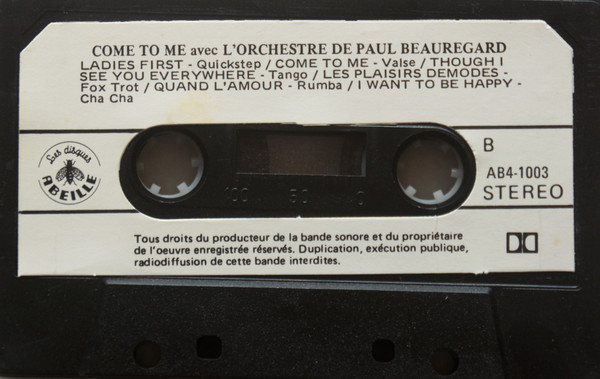 COME TO ME avec L'ORCHESTRE DE PAUL BEAUREGARD
LADIES FIRST - Quickstep / COME TO ME - Valse / THOUGH I
SEE YOU EVERYWHERE - Tango / LES PLAISIRS DEMODES -
Fox Trot / QUAND L'AMOUR - Rumba / I WANT TO BE HAPPY -
Cha Cha
Les disques
ABEILLE
100 50 0
B
AB4-1003
STEREO
Tous droits du producteur de la bande sonore et du propriétaire
de l'oeuvre enregistrée réservés. Duplication, exécution publique,
radiodiffusion de cette bande interdites.